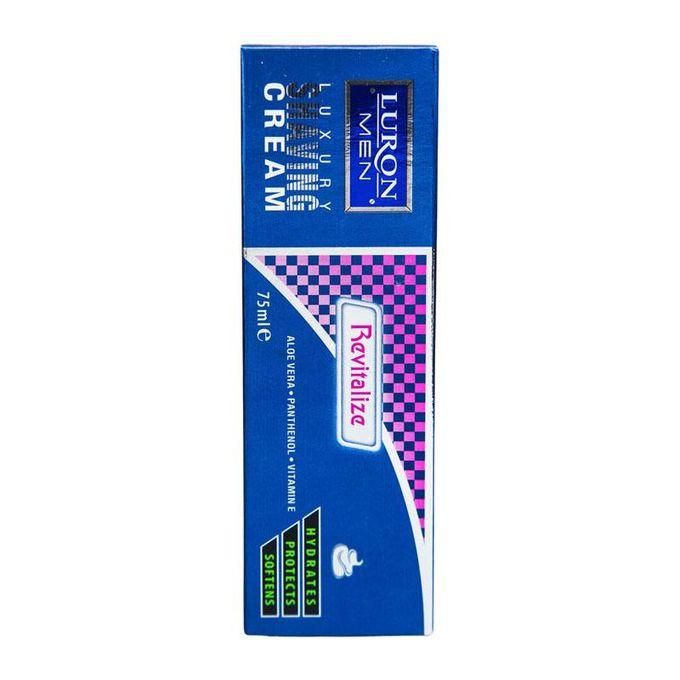 LURON
MEN
LUXURY
SHAVING
CREAM
Revitalize
ALOE VERA • PANTHENOL • VITAMIN E
75ml℮
HYDRATES
PROTECTS
SOFTENS